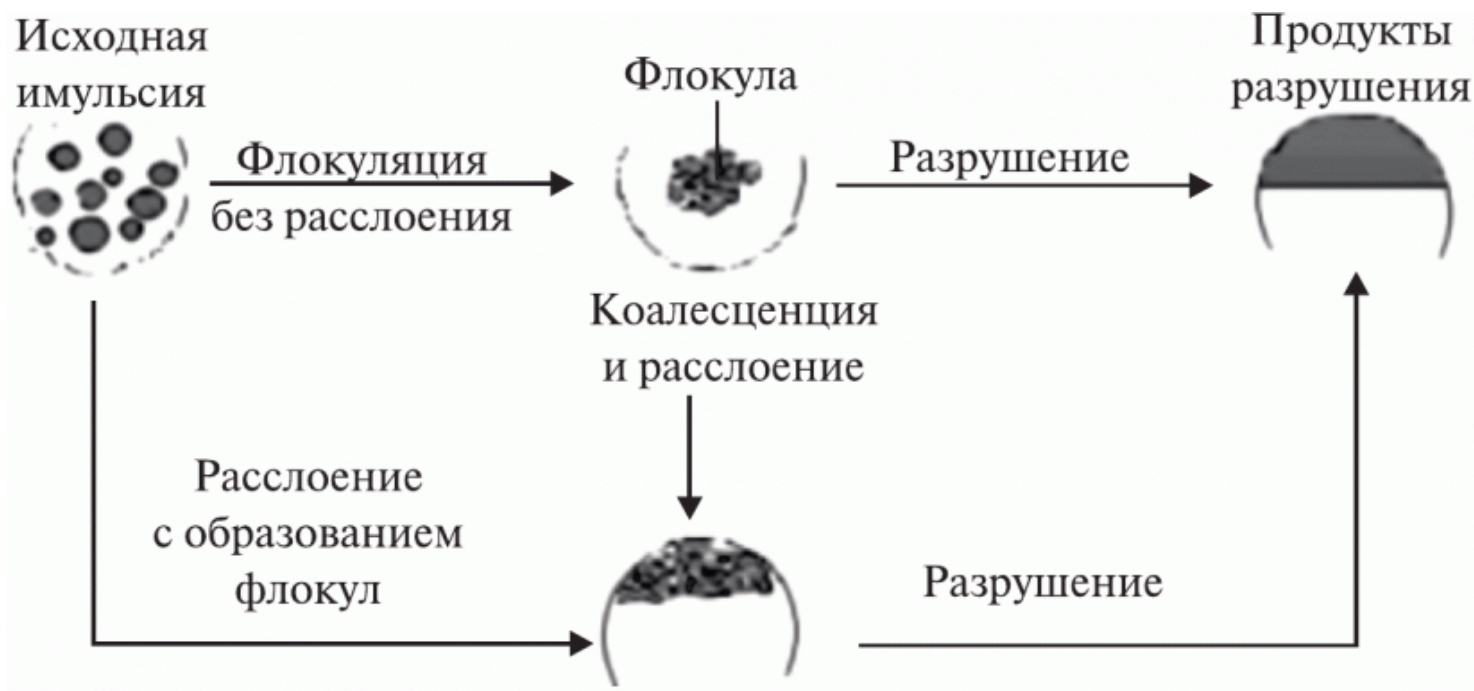 Исходная
имульсия
Флокула
Продукты
разрушения
Флокуляция
без расслоения
Разрушение
Коалесценция
и расслоение
Расслоение
с образованием
флокул
Разрушение